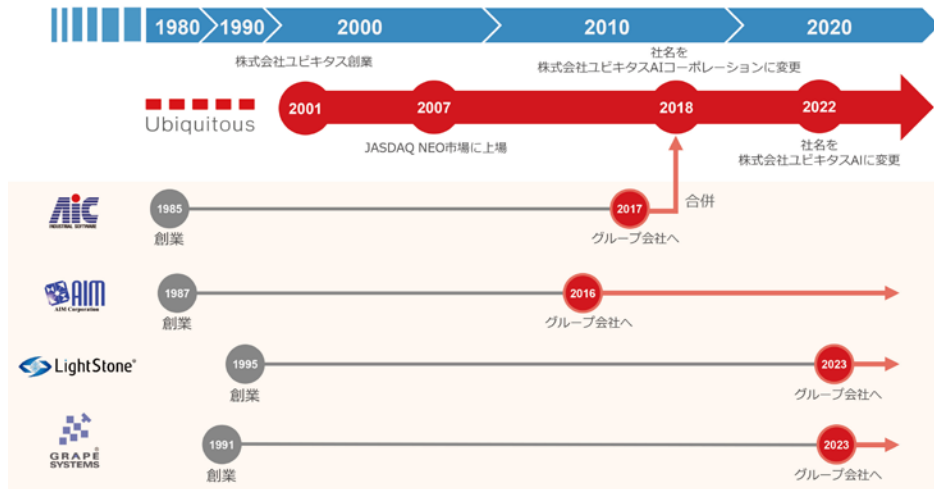 1980
1990
2000
2010
2020
株式会社ユビキタス創業
社名を
株式会社ユビキタスAIコーポレーションに変更
Ubiquitous
2001
2007
2018
2022
JASDAQ NEO市場に上場
社名を
株式会社ユビキタスAIに変更
AIC
INDUSTRIAL SOFTWARE
1985
2017
合併
創業
グループ会社へ
AIM
AIM Corporation
1987
2016
創業
グループ会社へ
LightStone®
1995
2023
創業
グループ会社へ
GRAPE®
SYSTEMS
1991
2023
創業
グループ会社へ